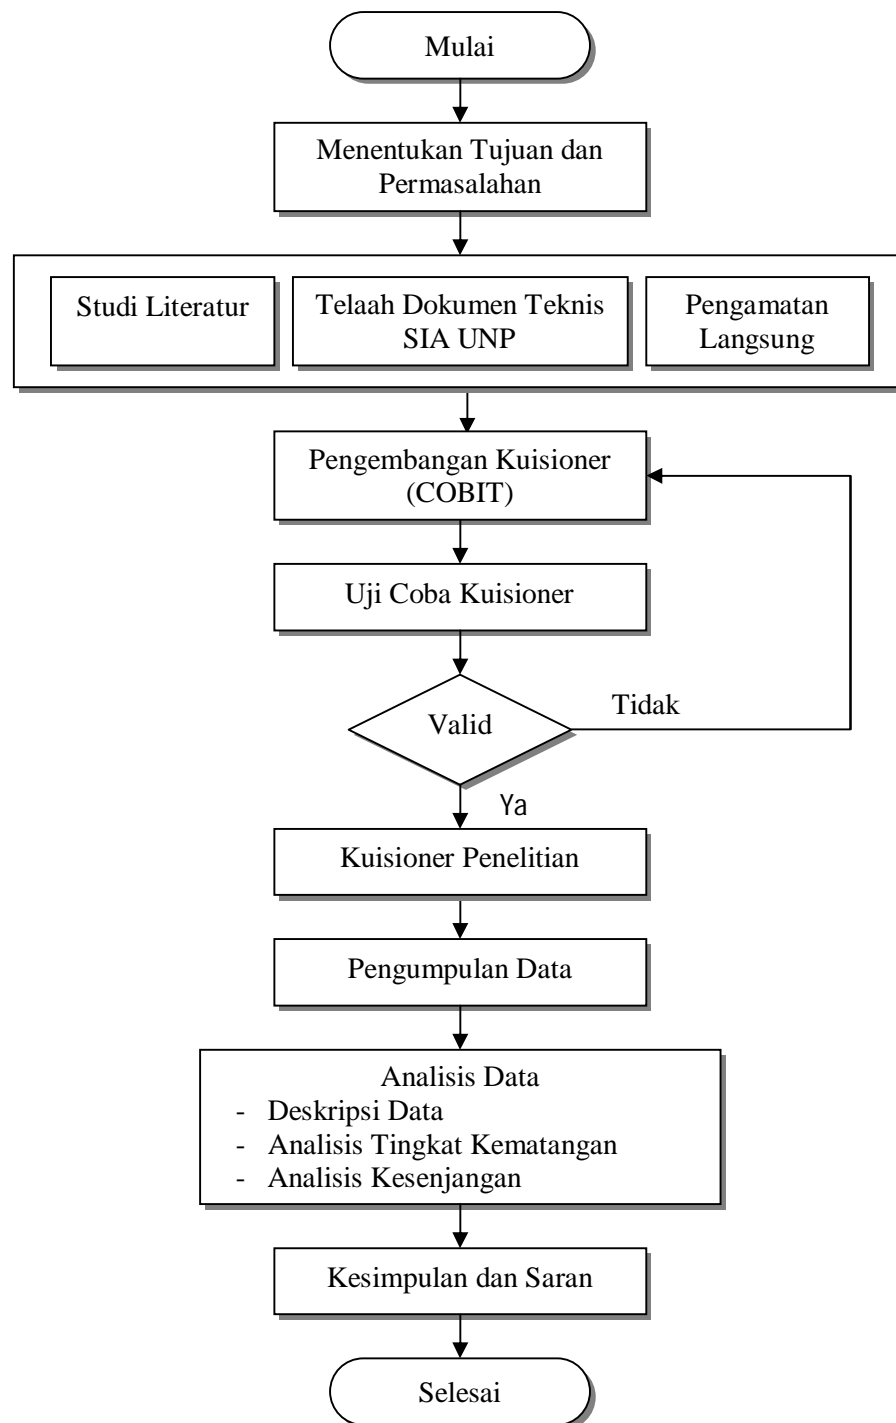 Mulai
Menentukan Tujuan dan
Permasalahan
Studi Literatur
Telaah Dokumen Teknis
SIA UNP
Pengamatan
Langsung
Pengembangan Kuisioner
(COBIT)
Uji Coba Kuisioner
Valid
Tidak
Ya
Kuisioner Penelitian
Pengumpulan Data
Analisis Data
- Deskripsi Data
- Analisis Tingkat Kematangan
- Analisis Kesenjangan
Kesimpulan dan Saran
Selesai